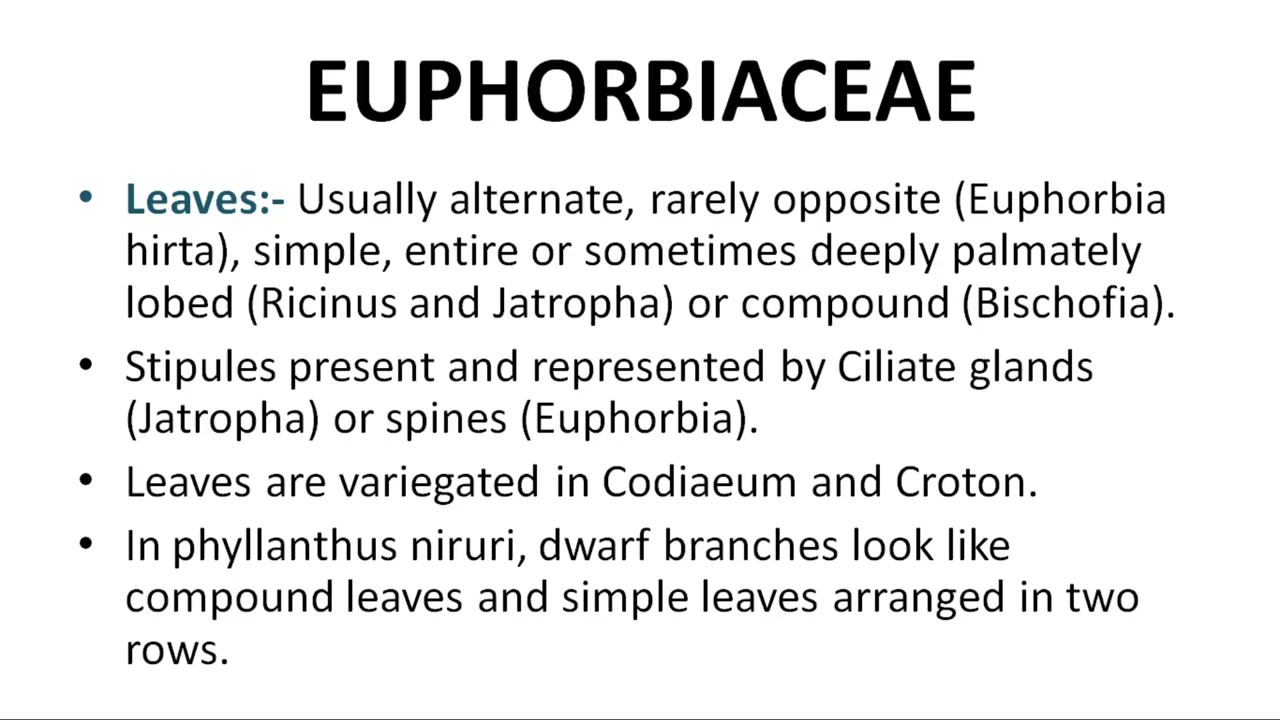 EUPHORBIACEAE
• Leaves:- Usually alternate, rarely opposite (Euphorbia
hirta), simple, entire or sometimes deeply palmately
lobed (Ricinus and Jatropha) or compound (Bischofia).
• Stipules present and represented by Ciliate glands
(Jatropha) or spines (Euphorbia).
• Leaves are variegated in Codiaeum and Croton.
• In phyllanthus niruri, dwarf branches look like
compound leaves and simple leaves arranged in two
rows.